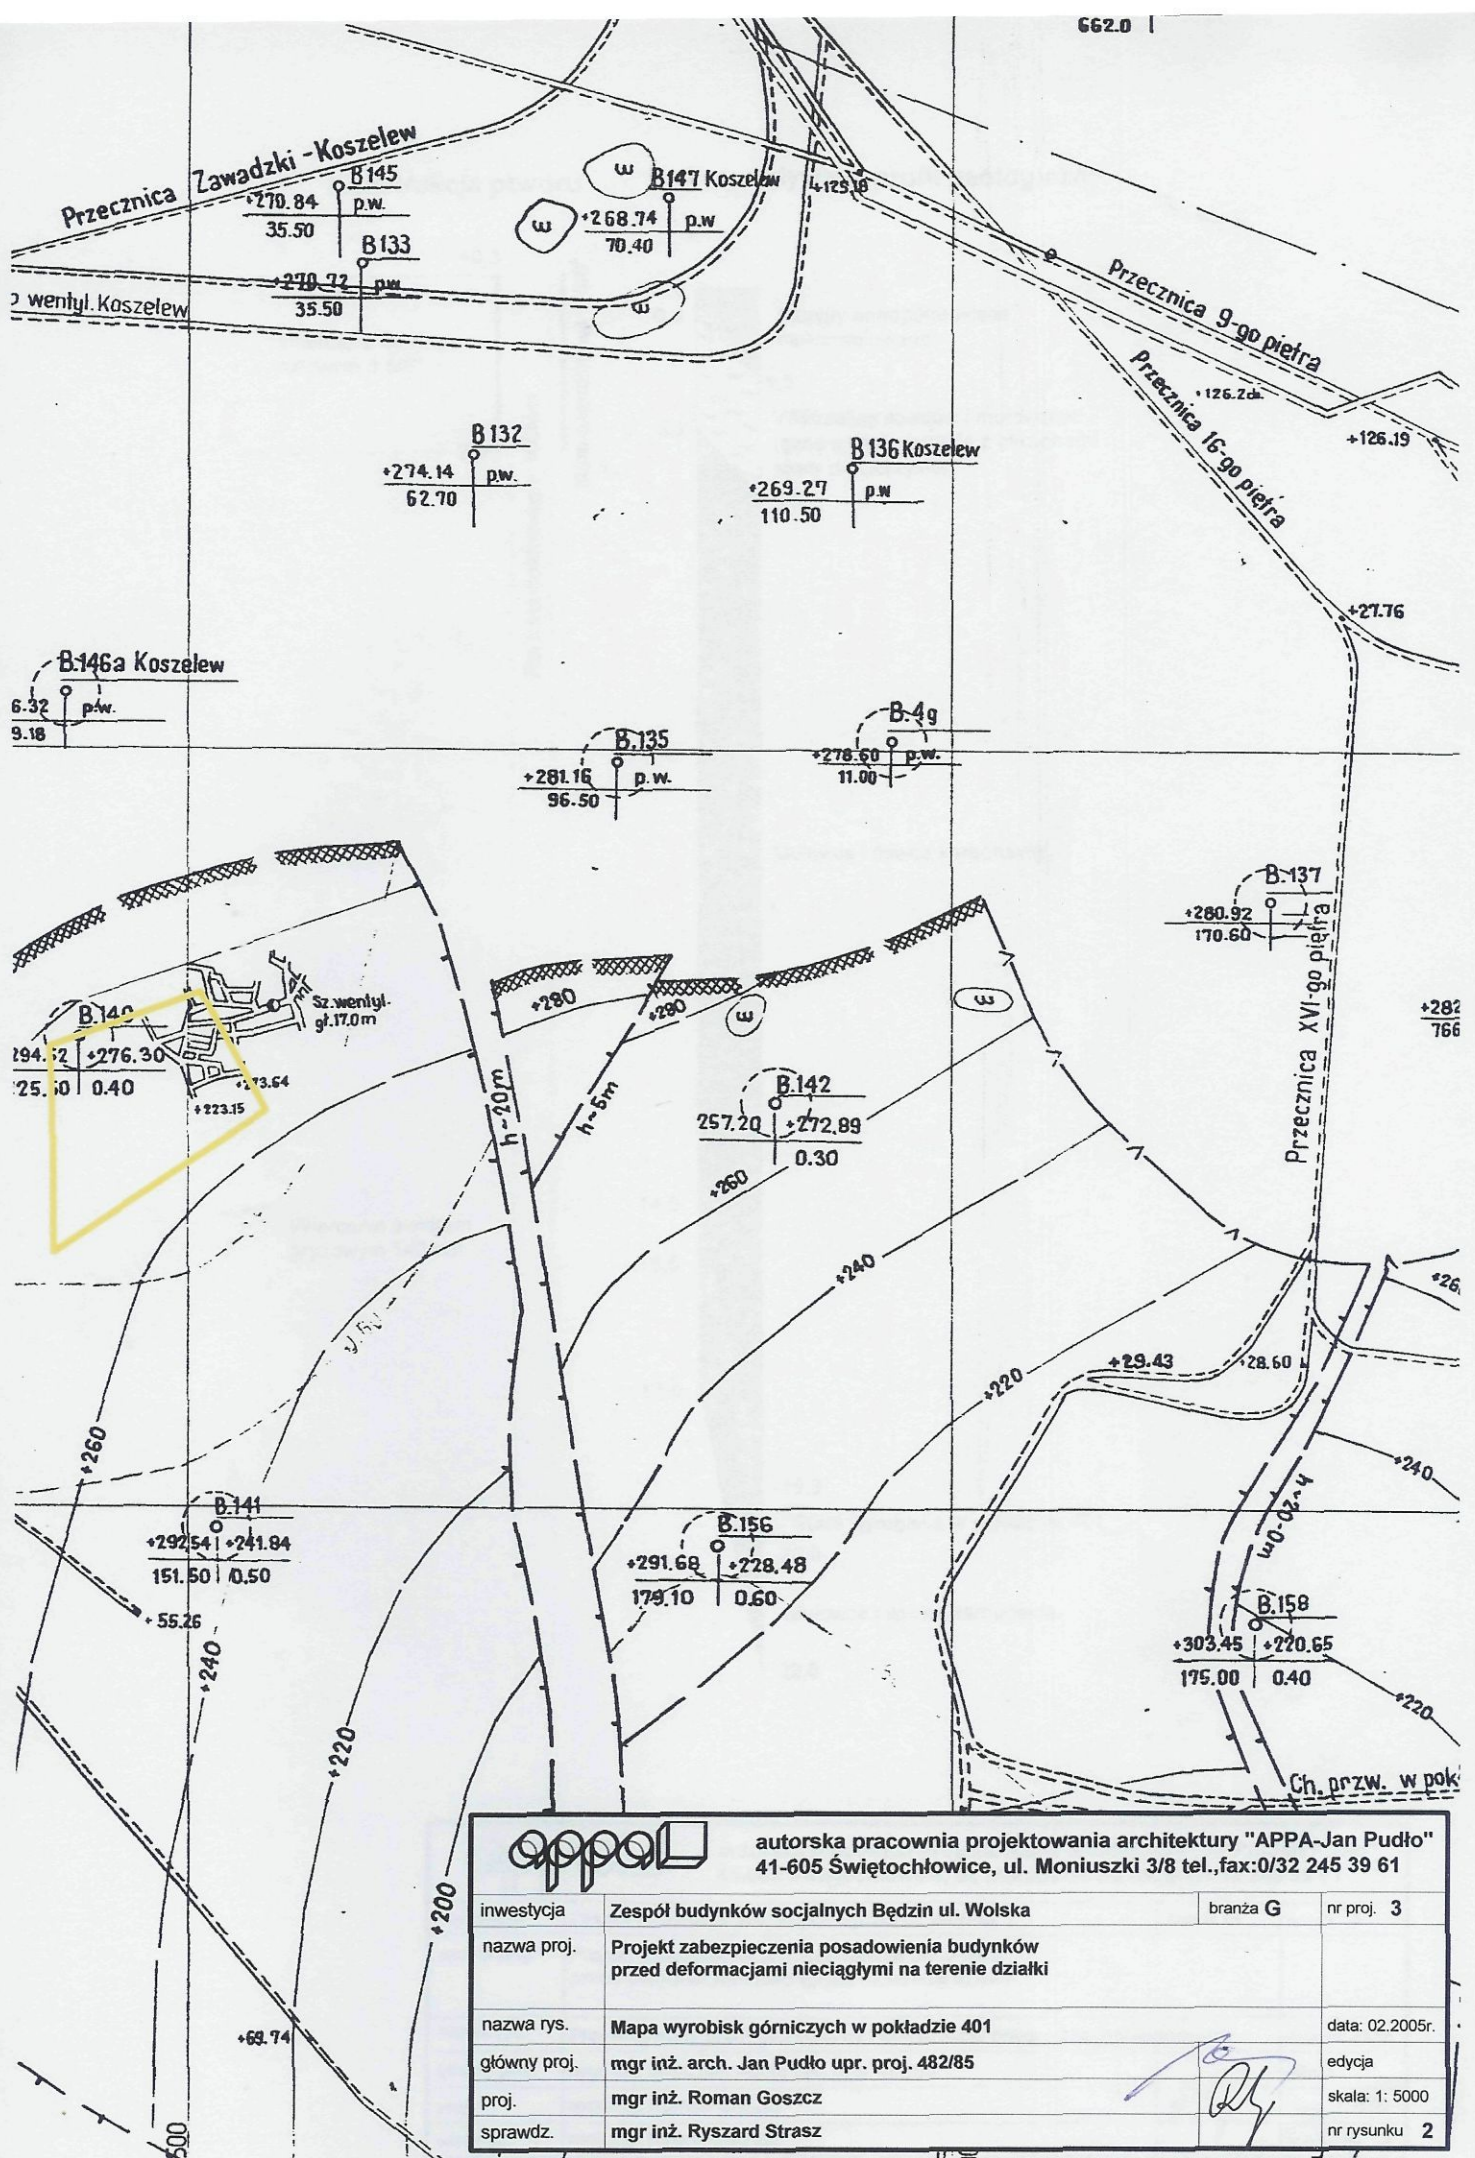 662.0
Przecznica Zawadzki - Koszelew
B145
+270.84 p.w.
35.50
B133
+270.72 p.w.
35.50
wentyl. Koszelew
ω
B147 Koszelew
+268.74 p.w
70.40
ω
ω
+125.18
Przecznica 9-go piętra
Przecznica 16-go piętra
+126.2
+126.19
B132
+274.14 p.w.
62.70
B136 Koszelew
+269.27 p.w
110.50
+27.76
B.146a Koszelew
6.32 p.w.
9.18
B.135
+281.16 p.w.
96.50
B.4g
+278.60 p.w.
11.00
B.137
+280.92
170.60
Przecznica XVI-go piętra
+282
766
Sz. wentyl.
gł.17.0m
B.140
294.52 +276.30
25.50 0.40
+273.64
+223.15
+280
+280
ω
ω
h~20m
h~5m
B.142
257.20 +272.89
0.30
+260
+240
+220
+29.43
+28.60
+26
+260
+240
h~20-0m
B.141
+292.54 +241.84
151.50 0.50
+55.26
B.156
+291.68 +228.48
179.10 0.60
B.158
+303.45 +220.65
175.00 0.40
+240
+220
+220
+200
Ch. przw. w pok
+69.74
500
appa
autorska pracownia projektowania architektury "APPA-Jan Pudło"
41-605 Świętochłowice, ul. Moniuszki 3/8 tel.,fax:0/32 245 39 61
inwestycja Zespół budynków socjalnych Będzin ul. Wolska branża G nr proj. 3
nazwa proj. Projekt zabezpieczenia posadowienia budynków
przed deformacjami nieciągłymi na terenie działki
nazwa rys. Mapa wyrobisk górniczych w pokładzie 401 data: 02.2005r.
główny proj. mgr inż. arch. Jan Pudło upr. proj. 482/85 edycja
proj. mgr inż. Roman Goszcz skala: 1: 5000
sprawdz. mgr inż. Ryszard Strasz nr rysunku 2